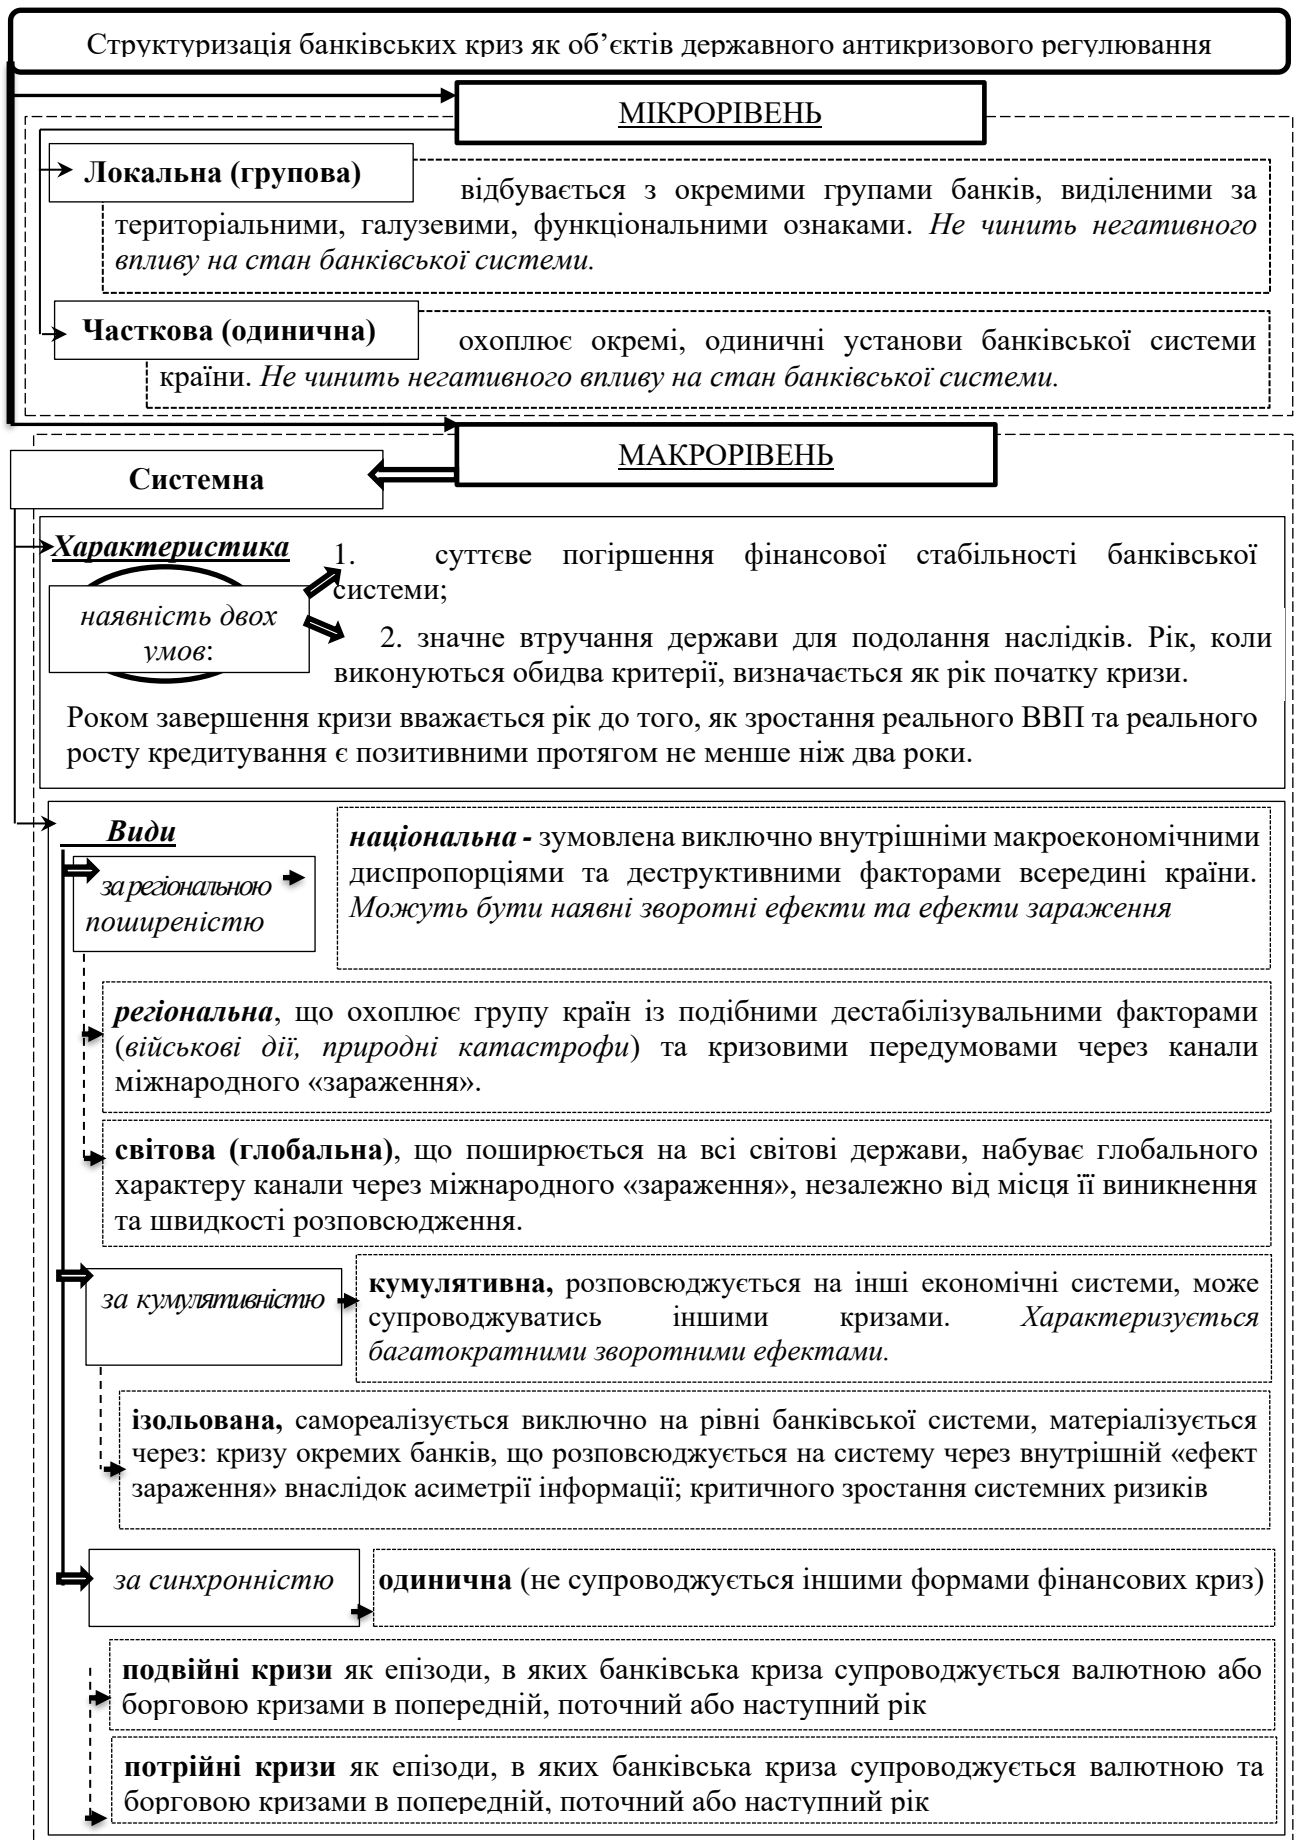 Структуризація банківських криз як об’єктів державного антикризового регулювання
МІКРОРІВЕНЬ
Локальна (групова)
відбувається з окремими групами банків, виділеними за
територіальними, галузевими, функціональними ознаками. Не чинить негативного
впливу на стан банківської системи.
Часткова (одинична)
охоплює окремі, одиничні установи банківської системи
країни. Не чинить негативного впливу на стан банківської системи.
МАКРОРІВЕНЬ
Системна
Характеристика
наявність двох
умов:
1. суттєве погіршення фінансової стабільності банківської
системи;
2. значне втручання держави для подолання наслідків. Рік, коли
виконуються обидва критерії, визначається як рік початку кризи.
Роком завершення кризи вважається рік до того, як зростання реального ВВП та реального
росту кредитування є позитивними протягом не менше ніж два роки.
Види
за регіональною
поширеністю
національна - зумовлена виключно внутрішніми макроекономічними
диспропорціями та деструктивними факторами всередині країни.
Можуть бути наявні зворотні ефекти та ефекти зараження
регіональна, що охоплює групу країн із подібними дестабілізувальними факторами
(військові дії, природні катастрофи) та кризовими передумовами через канали
міжнародного «зараження».
світова (глобальна), що поширюється на всі світові держави, набуває глобального
характеру канали через міжнародного «зараження», незалежно від місця її виникнення
та швидкості розповсюдження.
за кумулятивністю
кумулятивна, розповсюджується на інші економічні системи, може
супроводжуватись іншими кризами. Характеризується
багатократними зворотними ефектами.
ізольована, самореалізується виключно на рівні банківської системи, матеріалізується
через: кризу окремих банків, що розповсюджується на систему через внутрішній «ефект
зараження» внаслідок асиметрії інформації; критичного зростання системних ризиків
за синхронністю
одинична (не супроводжується іншими формами фінансових криз)
подвійні кризи як епізоди, в яких банківська криза супроводжується валютною або
борговою кризами в попередній, поточний або наступний рік
потрійні кризи як епізоди, в яких банківська криза супроводжується валютною та
борговою кризами в попередній, поточний або наступний рік